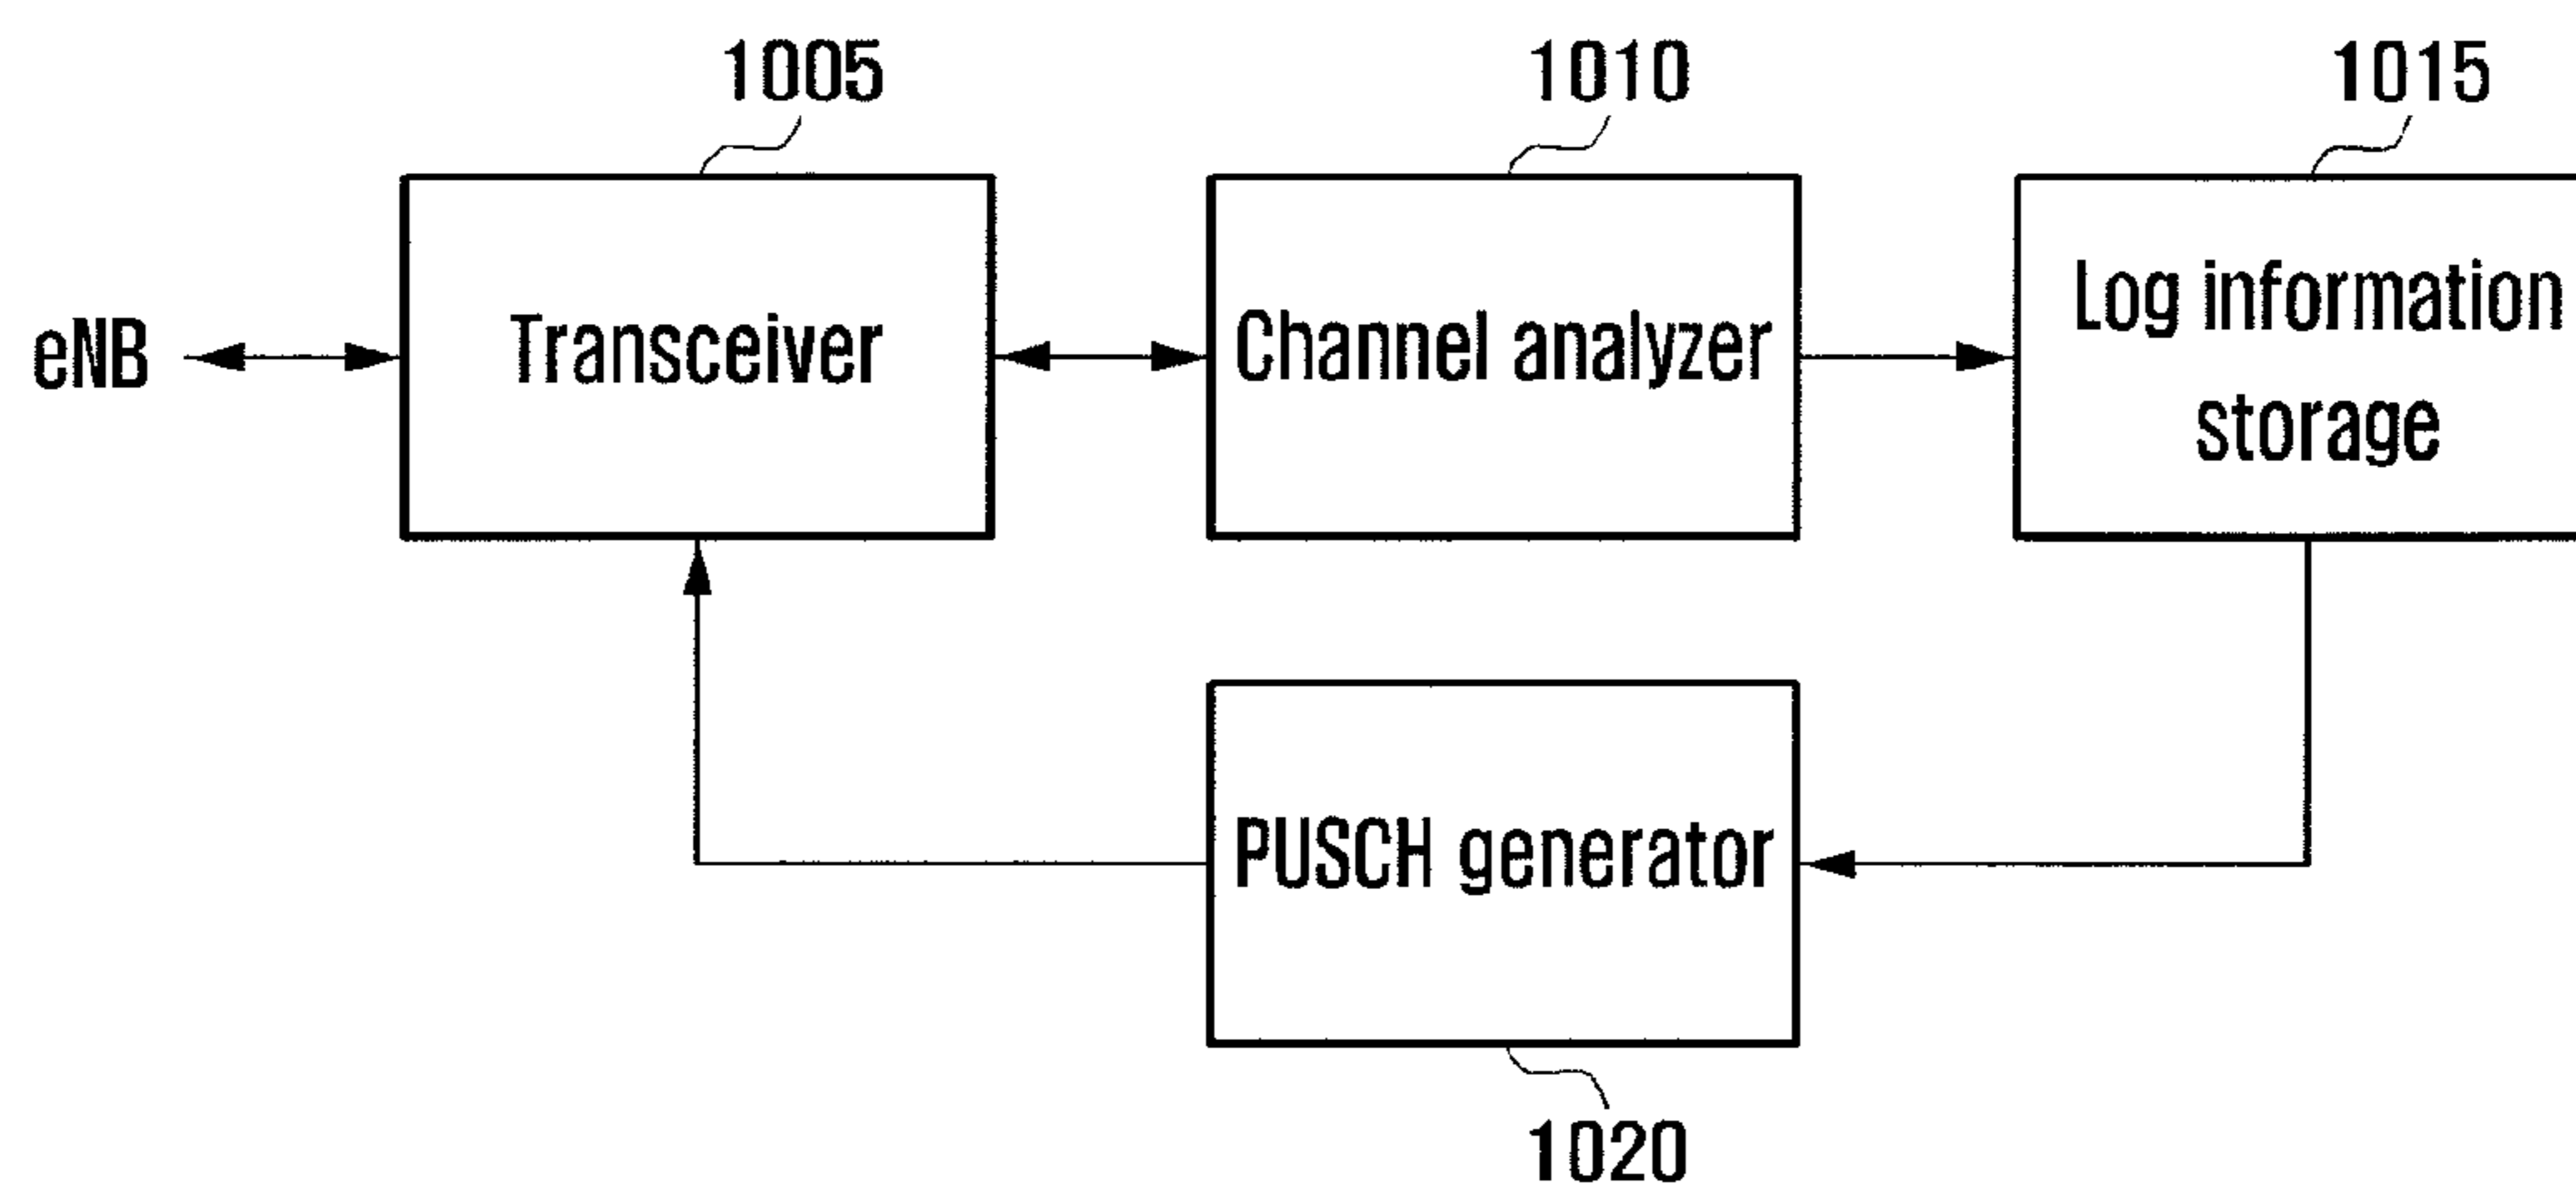 1005
1010
1015
eNB
Transceiver
Channel analyzer
Log information
storage
PUSCH generator
1020